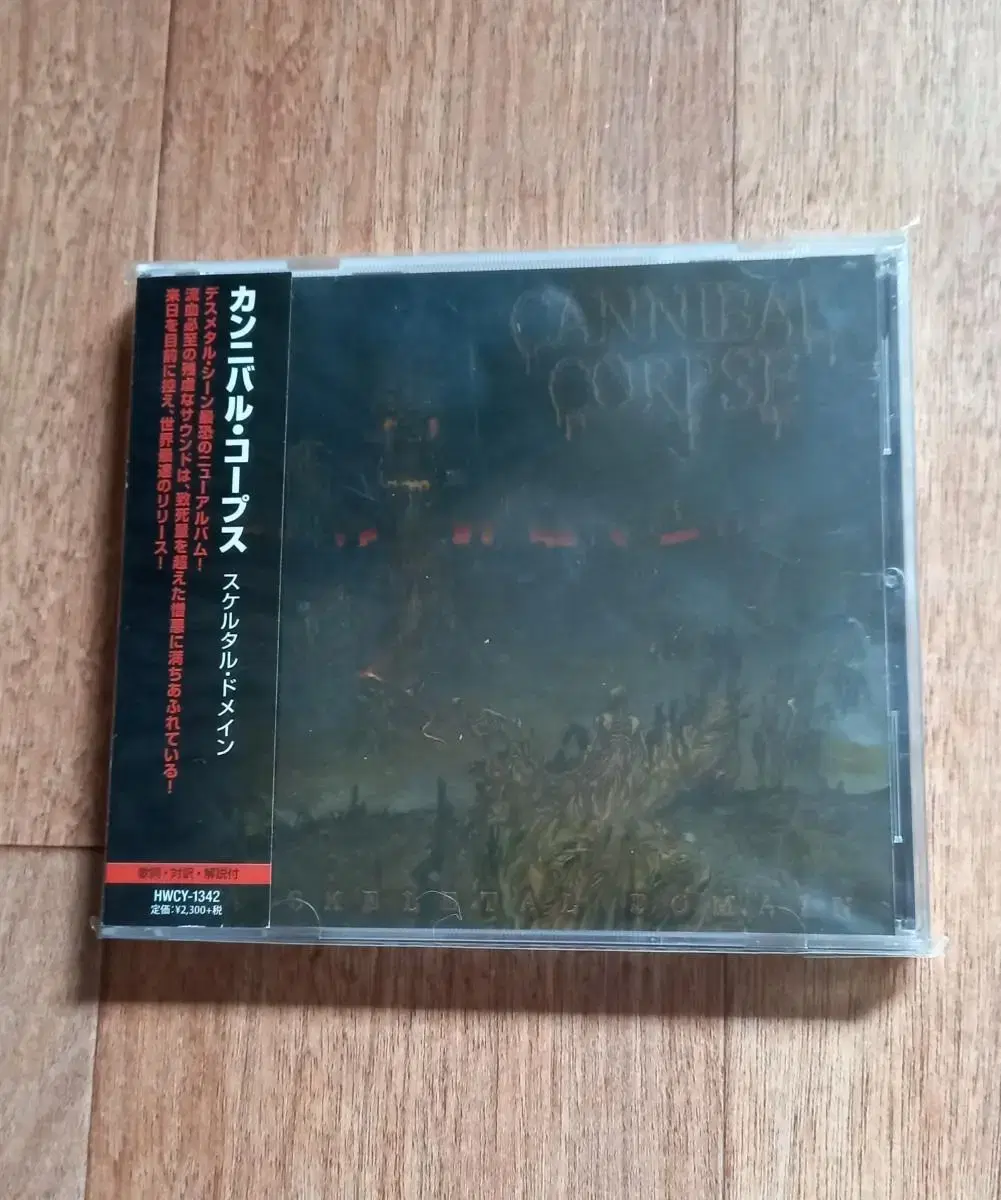 カンニバル・コープス スケルタル・ドメイン
デスメタル・シーン最恐のニューアルバム!
流血必至の残虐なサウンドは、致死量を超えた憎悪に満ちあふれている!
来日を目前に控え、世界最速のリリース!
歌詞・対訳・解説付
HWCY-1342
定価:¥2,300+税
CANNIBAL
CORPSE
A SKELETAL DOMAIN